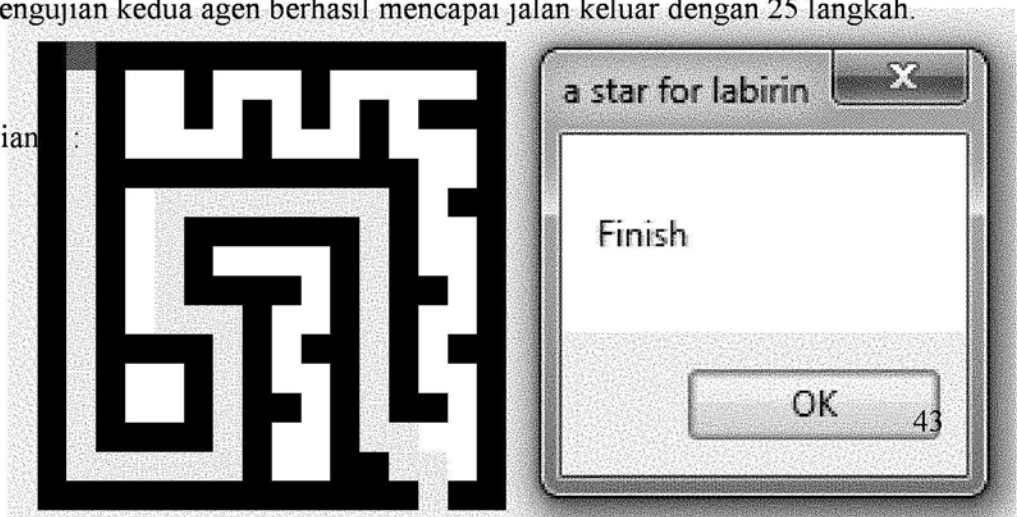 engujian kedua agen berhasil mencapai jalan keluar dengan 25 langkah.
a star for labirin
ian :
Finish
OK
43